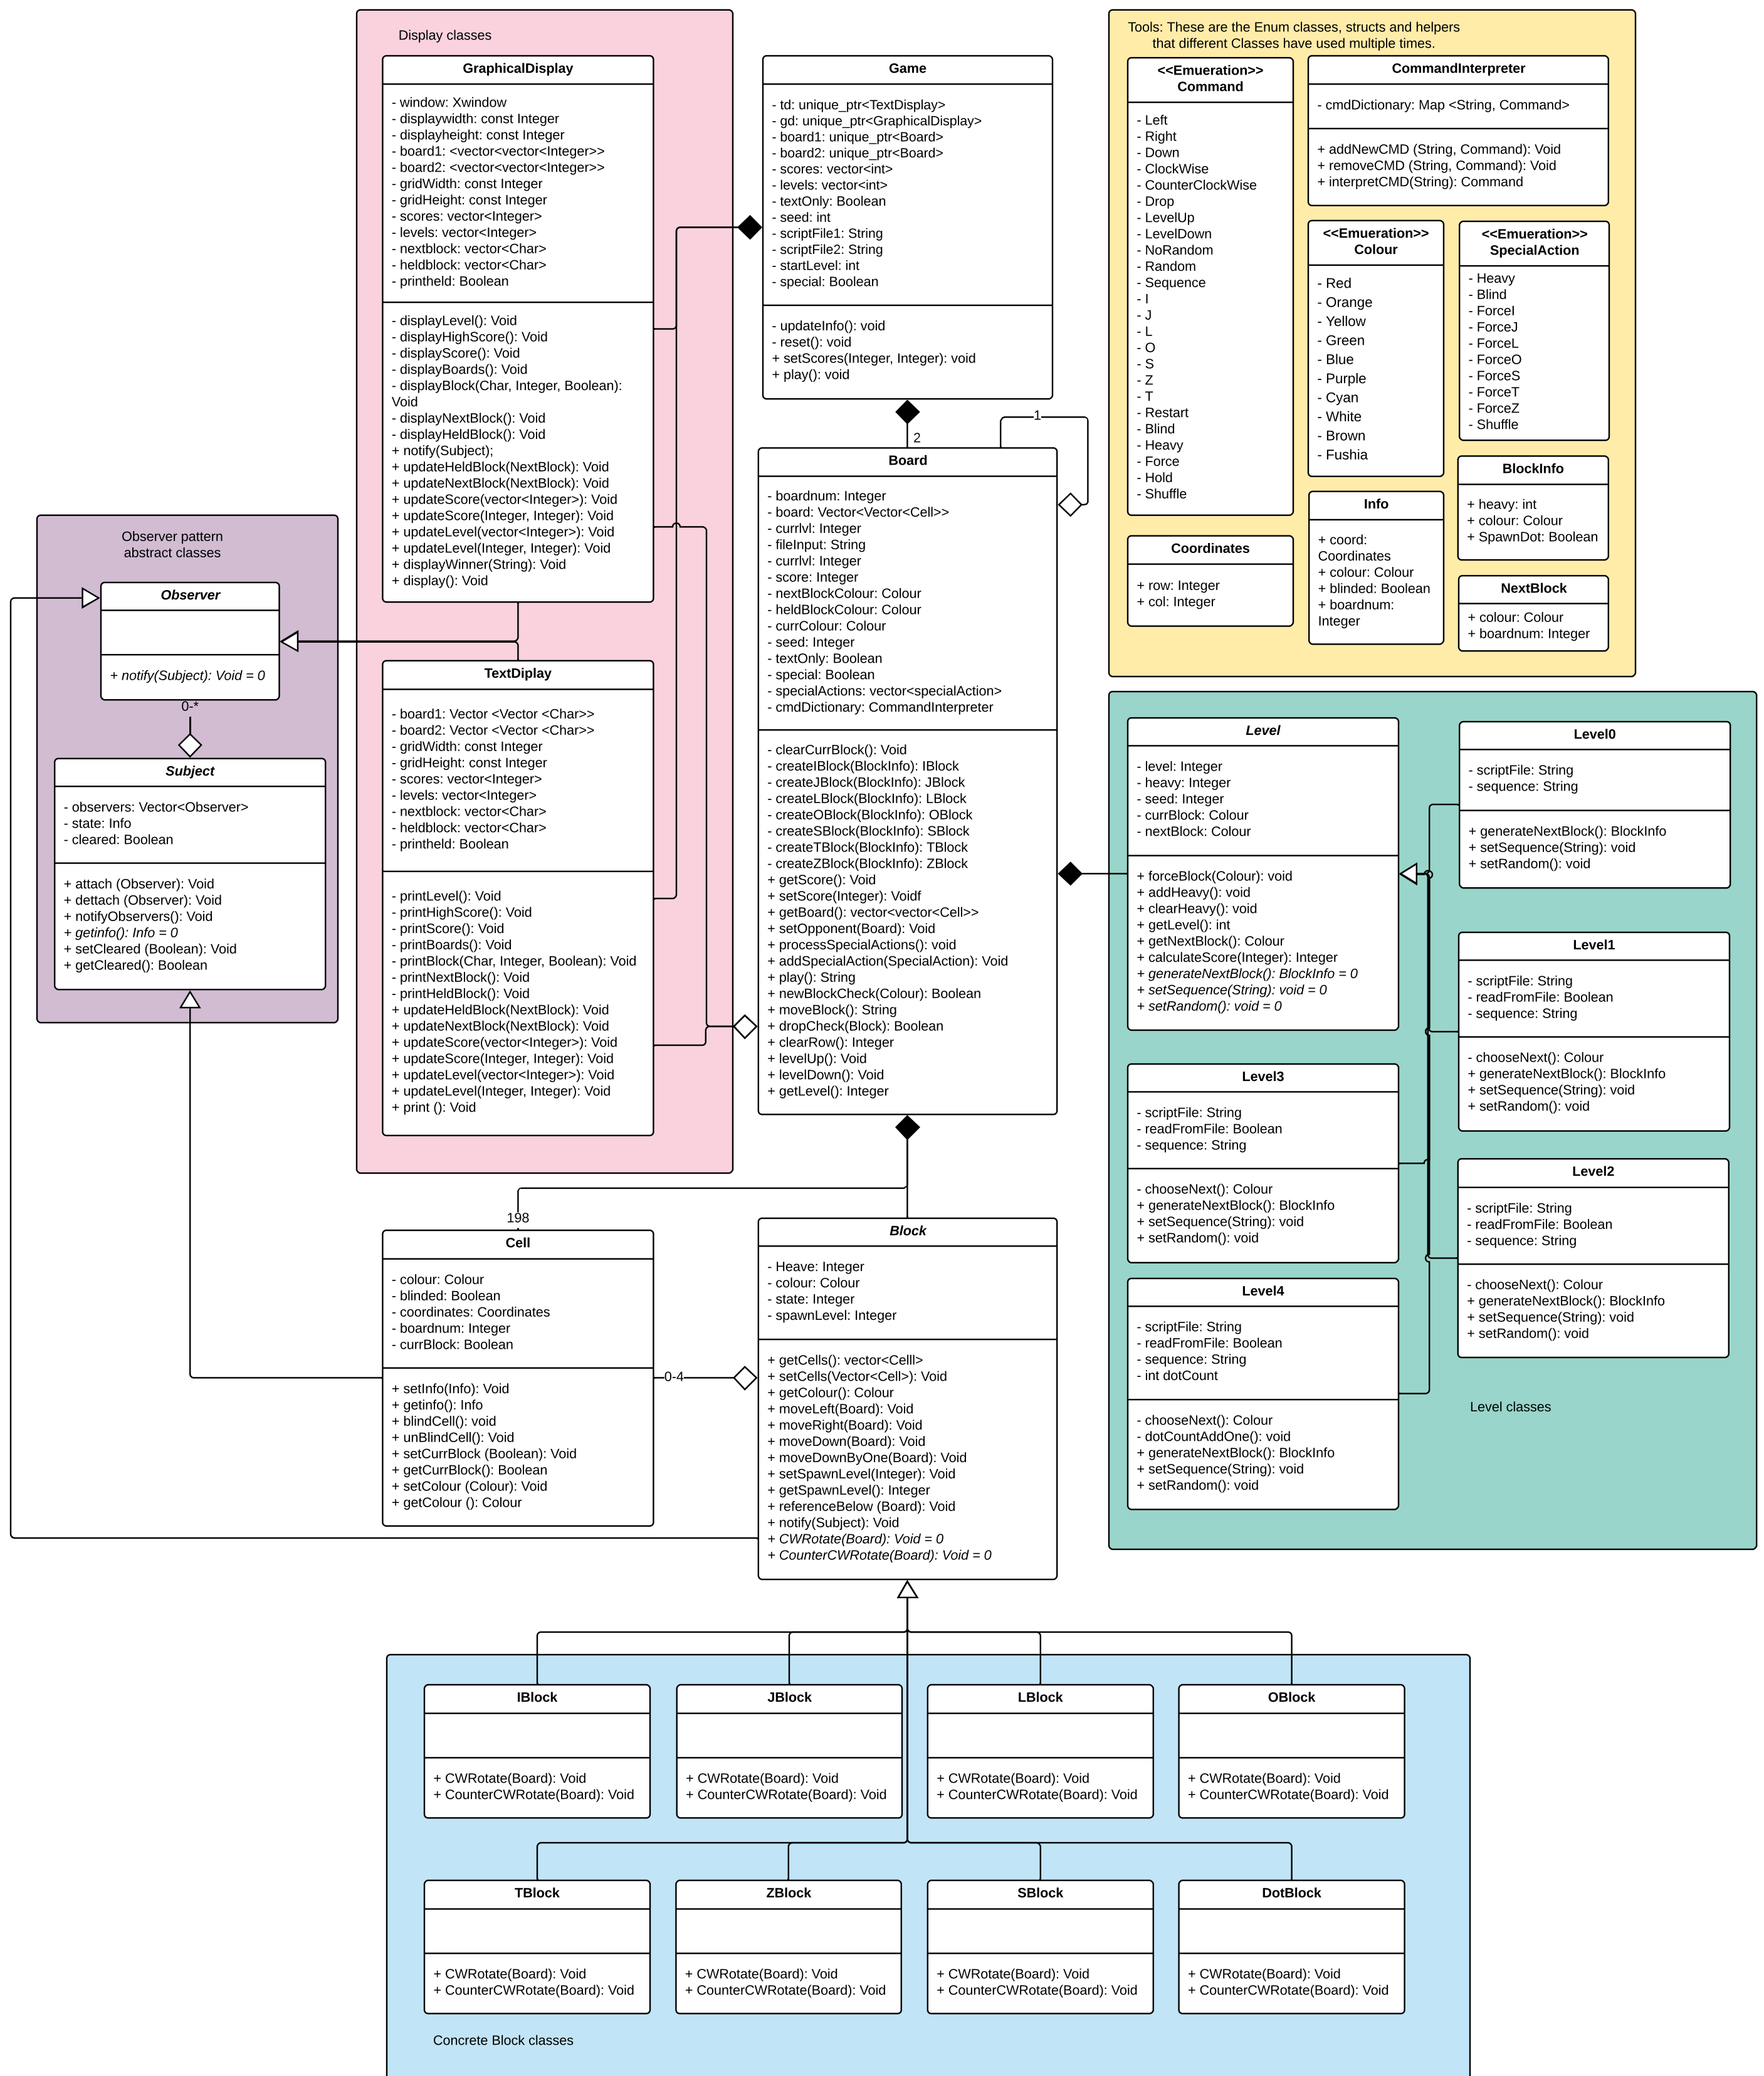 Display classes
GraphicalDisplay
- window: Xwindow
- displaywidth: const Integer
- displayheight: const Integer
- board1: <vector<vector<Integer>>
- board2: <vector<vector<Integer>>
- gridWidth: const Integer
- gridHeight: const Integer
- scores: vector<Integer>
- levels: vector<Integer>
- nextblock: vector<Char>
- heldblock: vector<Char>
- printheld: Boolean
- displayLevel(): Void
- displayHighScore(): Void
- displayScore(): Void
- displayBoards(): Void
- displayBlock(Char, Integer, Boolean):
Void
- displayNextBlock(): Void
- displayHeldBlock(): Void
+ notify(Subject);
+ updateHeldBlock(NextBlock): Void
+ updateNextBlock(NextBlock): Void
+ updateScore(vector<Integer>): Void
+ updateScore(Integer, Integer): Void
+ updateLevel(vector<Integer>): Void
+ updateLevel(Integer, Integer): Void
+ displayWinner(String): Void
+ display(): Void
TextDiplay
- board1: Vector <Vector <Char>>
- board2: Vector <Vector <Char>>
- gridWidth: const Integer
- gridHeight: const Integer
- scores: vector<Integer>
- levels: vector<Integer>
- nextblock: vector<Char>
- heldblock: vector<Char>
- printheld: Boolean
- printLevel(): Void
- printHighScore(): Void
- printScore(): Void
- printBoards(): Void
- printBlock(Char, Integer, Boolean): Void
- printNextBlock(): Void
- printHeldBlock(): Void
+ updateHeldBlock(NextBlock): Void
+ updateNextBlock(NextBlock): Void
+ updateScore(vector<Integer>): Void
+ updateScore(Integer, Integer): Void
+ updateLevel(vector<Integer>): Void
+ updateLevel(Integer, Integer): Void
+ print (): Void
Game
- td: unique_ptr<TextDisplay>
- gd: unique_ptr<GraphicalDisplay>
- board1: unique_ptr<Board>
- board2: unique_ptr<Board>
- scores: vector<int>
- levels: vector<int>
- textOnly: Boolean
- seed: int
- scriptFile1: String
- scriptFile2: String
- startLevel: int
- special: Boolean
- updateInfo(): void
- reset(): void
+ setScores(Integer, Integer): void
+ play(): void
2
1
Board
- boardnum: Integer
- board: Vector<Vector<Cell>>
- currlvl: Integer
- fileInput: String
- currlvl: Integer
- score: Integer
- nextBlockColour: Colour
- heldBlockColour: Colour
- currColour: Colour
- seed: Integer
- textOnly: Boolean
- special: Boolean
- specialActions: vector<specialAction>
- cmdDictionary: CommandInterpreter
- clearCurrBlock(): Void
- createIBlock(BlockInfo): IBlock
- createJBlock(BlockInfo): JBlock
- createLBlock(BlockInfo): LBlock
- createOBlock(BlockInfo): OBlock
- createSBlock(BlockInfo): SBlock
- createTBlock(BlockInfo): TBlock
- createZBlock(BlockInfo): ZBlock
+ getScore(): Void
+ setScore(Integer): Voidf
+ getBoard(): vector<vector<Cell>>
+ setOpponent(Board): Void
+ processSpecialActions(): void
+ addSpecialAction(SpecialAction): Void
+ play(): String
+ newBlockCheck(Colour): Boolean
+ moveBlock(): String
+ dropCheck(Block): Boolean
+ clearRow(): Integer
+ levelUp(): Void
+ levelDown(): Void
+ getLevel(): Integer
Tools: These are the Enum classes, structs and helpers
that different Classes have used multiple times.
<<Emueration>>
Command
- Left
- Right
- Down
- ClockWise
- CounterClockWise
- Drop
- LevelUp
- LevelDown
- NoRandom
- Random
- Sequence
- I
- J
- L
- O
- S
- Z
- T
- Restart
- Blind
- Heavy
- Force
- Hold
- Shuffle
CommandInterpreter
- cmdDictionary: Map <String, Command>
+ addNewCMD (String, Command): Void
+ removeCMD (String, Command): Void
+ interpretCMD(String): Command
<<Emueration>>
Colour
- Red
- Orange
- Yellow
- Green
- Blue
- Purple
- Cyan
- White
- Brown
- Fushia
<<Emueration>>
SpecialAction
- Heavy
- Blind
- ForceI
- ForceJ
- ForceL
- ForceO
- ForceS
- ForceT
- ForceZ
- Shuffle
Coordinates
+ row: Integer
+ col: Integer
Info
+ coord:
Coordinates
+ colour: Colour
+ blinded: Boolean
+ boardnum:
Integer
BlockInfo
+ heavy: int
+ colour: Colour
+ SpawnDot: Boolean
NextBlock
+ colour: Colour
+ boardnum: Integer
Observer pattern
abstract classes
Observer
+ notify(Subject): Void = 0
0-*
Subject
- observers: Vector<Observer>
- state: Info
- cleared: Boolean
+ attach (Observer): Void
+ dettach (Observer): Void
+ notifyObservers(): Void
+ getinfo(): Info = 0
+ setCleared (Boolean): Void
+ getCleared(): Boolean
Level
- level: Integer
- heavy: Integer
- seed: Integer
- currBlock: Colour
- nextBlock: Colour
+ forceBlock(Colour): void
+ addHeavy(): void
+ clearHeavy(): void
+ getLevel(): int
+ getNextBlock(): Colour
+ calculateScore(Integer): Integer
+ generateNextBlock(): BlockInfo = 0
+ setSequence(String): void = 0
+ setRandom(): void = 0
Level0
- scriptFile: String
- sequence: String
+ generateNextBlock(): BlockInfo
+ setSequence(String): void
+ setRandom(): void
Level1
- scriptFile: String
- readFromFile: Boolean
- sequence: String
- chooseNext(): Colour
+ generateNextBlock(): BlockInfo
+ setSequence(String): void
+ setRandom(): void
Level3
- scriptFile: String
- readFromFile: Boolean
- sequence: String
- chooseNext(): Colour
+ generateNextBlock(): BlockInfo
+ setSequence(String): void
+ setRandom(): void
Level2
- scriptFile: String
- readFromFile: Boolean
- sequence: String
- chooseNext(): Colour
+ generateNextBlock(): BlockInfo
+ setSequence(String): void
+ setRandom(): void
Level4
- scriptFile: String
- readFromFile: Boolean
- sequence: String
- int dotCount
- chooseNext(): Colour
- dotCountAddOne(): void
+ generateNextBlock(): BlockInfo
+ setSequence(String): void
+ setRandom(): void
Level classes
198
Cell
- colour: Colour
- blinded: Boolean
- coordinates: Coordinates
- boardnum: Integer
- currBlock: Boolean
+ setInfo(Info): Void
+ getinfo(): Info
+ blindCell(): void
+ unBlindCell(): Void
+ setCurrBlock (Boolean): Void
+ getCurrBlock(): Boolean
+ setColour (Colour): Void
+ getColour (): Colour
0-4
Block
- Heave: Integer
- colour: Colour
- state: Integer
- spawnLevel: Integer
+ getCells(): vector<Celll>
+ setCells(Vector<Cell>): Void
+ getColour(): Colour
+ moveLeft(Board): Void
+ moveRight(Board): Void
+ moveDown(Board): Void
+ moveDownByOne(Board): Void
+ setSpawnLevel(Integer): Void
+ getSpawnLevel(): Integer
+ referenceBelow (Board): Void
+ notify(Subject): Void
+ CWRotate(Board): Void = 0
+ CounterCWRotate(Board): Void = 0
IBlock
+ CWRotate(Board): Void
+ CounterCWRotate(Board): Void
JBlock
+ CWRotate(Board): Void
+ CounterCWRotate(Board): Void
LBlock
+ CWRotate(Board): Void
+ CounterCWRotate(Board): Void
OBlock
+ CWRotate(Board): Void
+ CounterCWRotate(Board): Void
TBlock
+ CWRotate(Board): Void
+ CounterCWRotate(Board): Void
ZBlock
+ CWRotate(Board): Void
+ CounterCWRotate(Board): Void
SBlock
+ CWRotate(Board): Void
+ CounterCWRotate(Board): Void
DotBlock
+ CWRotate(Board): Void
+ CounterCWRotate(Board): Void
Concrete Block classes